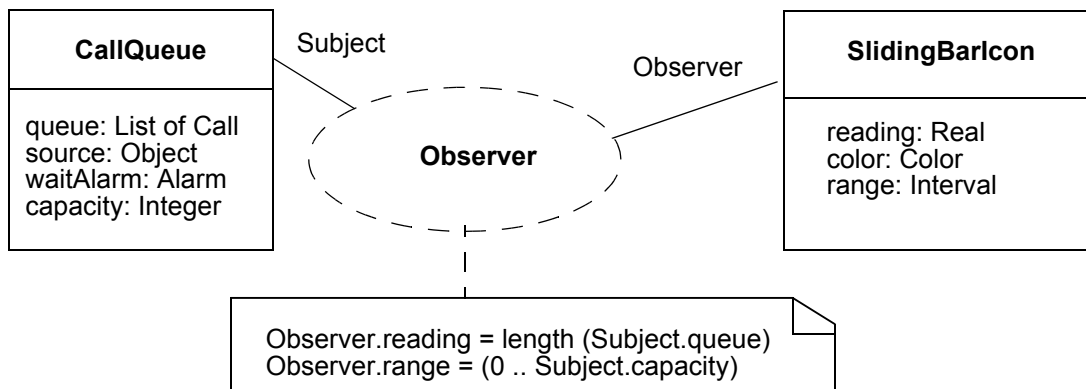 CallQueue
queue: List of Call
source: Object
waitAlarm: Alarm
capacity: Integer
Subject
Observer
Observer
SlidingBarIcon
reading: Real
color: Color
range: Interval
Observer.reading = length (Subject.queue)
Observer.range = (0 .. Subject.capacity)